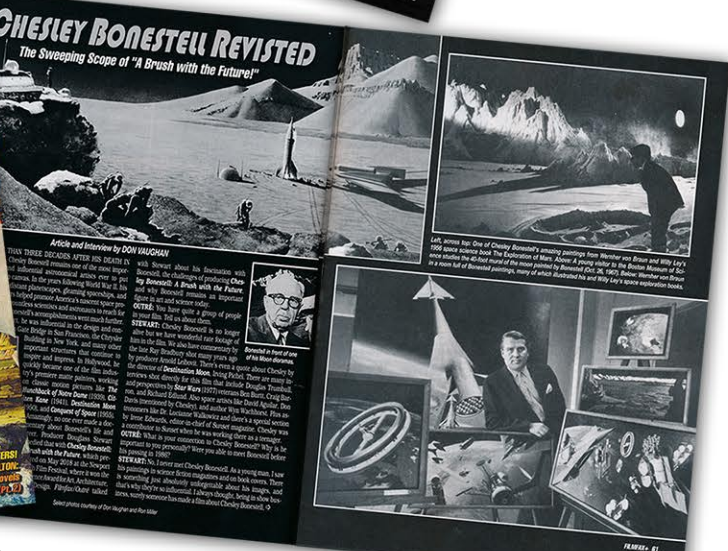 CHESLEY BONESTELL REVISTED
The Sweeping Scope of "A Brush with the Future!"
Left, across top: One of Chesley Bonestell's amazing paintings from Wernher von Braun and Willy Ley's
1956 space science book The Exploration of Mars. Above: A young visitor to the Boston Museum of Sci-
ence studies the 40-foot mural of the moon painted by Bonestell (Oct. 26, 1967). Below: Wernher von Braun
in a room full of Bonestell paintings, many of which illustrated his and Willy Ley's space exploration books.
Article and Interview by DON VAUGHAN
THAN THREE DECADES AFTER HIS DEATH IN
Chesley Bonestell remains one of the most impor-
influential astronomical artists ever to put
canvas. In the years following World War II, his
distant planetscapes, gleaming spaceships, and
helped promote America's nascent space pro-
scientists and astronauts to reach for
accomplishments went much further.
he was influential in the design and con-
Bridge in San Francisco, the Chrysler
Building in New York, and many other
important structures that continue to
inspire and impress. In Hollywood, he
quickly became one of the film indus-
try's premiere matte painters, working
classic motion pictures like The
Hunchback of Notre Dame (1939), Cit-
izen Kane (1941), Destination Moon
and Conquest of Space (1955).
documentary about Bonestell's life and
Producer Douglas Stewart
with Chesley Bonestell:
Brush with the Future, which pre-
on May 2018 at the Newport
Film Festival, where it won the
Award for Art, Architecture,
Design. Filmfax/Outré talked
with Stewart about his fascination with
Bonestell, the challenges of producing Ches-
ley Bonestell: A Brush with the Future,
and why Bonestell remains an important
figure in art and science today.
OUTRÉ: You have quite a group of people
in your film. Tell us about them.
STEWART: Chesley Bonestell is no longer
alive but we have wonderful rare footage of
him in the film. We also have commentary by
the late Ray Bradbury shot many years ago
by producer Arnold Leibovit. There's even a quote about Chesley by
the director of Destination Moon, Irving Pichel. There are many in-
terviews shot directly for this film that include Douglas Trumbull,
and perspectives by Star Wars (1977) veterans Ben Burtt, Craig Bar-
ron, and Richard Edlund. Also space artists like David Aguilar, Don
Davis (mentioned by Chesley), and author Wyn Wachhorst. Plus as-
tronomers like Dr. Lucianne Walkowicz and there's a special section
by Irene Edwards, editor-in-chief of Sunset magazine. Chesley was
a contributor to Sunset when he was working there as a teenager.
OUTRÉ: What is your connection to Chesley Bonestell? Why is he
important to you personally? Were you able to meet Bonestell before
his passing in 1986?
STEWART: No, I never met Chesley Bonestell. As a young man, I saw
his paintings in science fiction magazines and on book covers. There
is something just absolutely unforgettable about his images, and
that's why they're so influential. I always thought, being in show bus-
iness, surely someone has made a film about Chesley Bonestell.
Bonestell in front of one
of his Moon dioramas.
Select photos courtesy of Don Vaughan and Ron Miller
FILMFAX 61